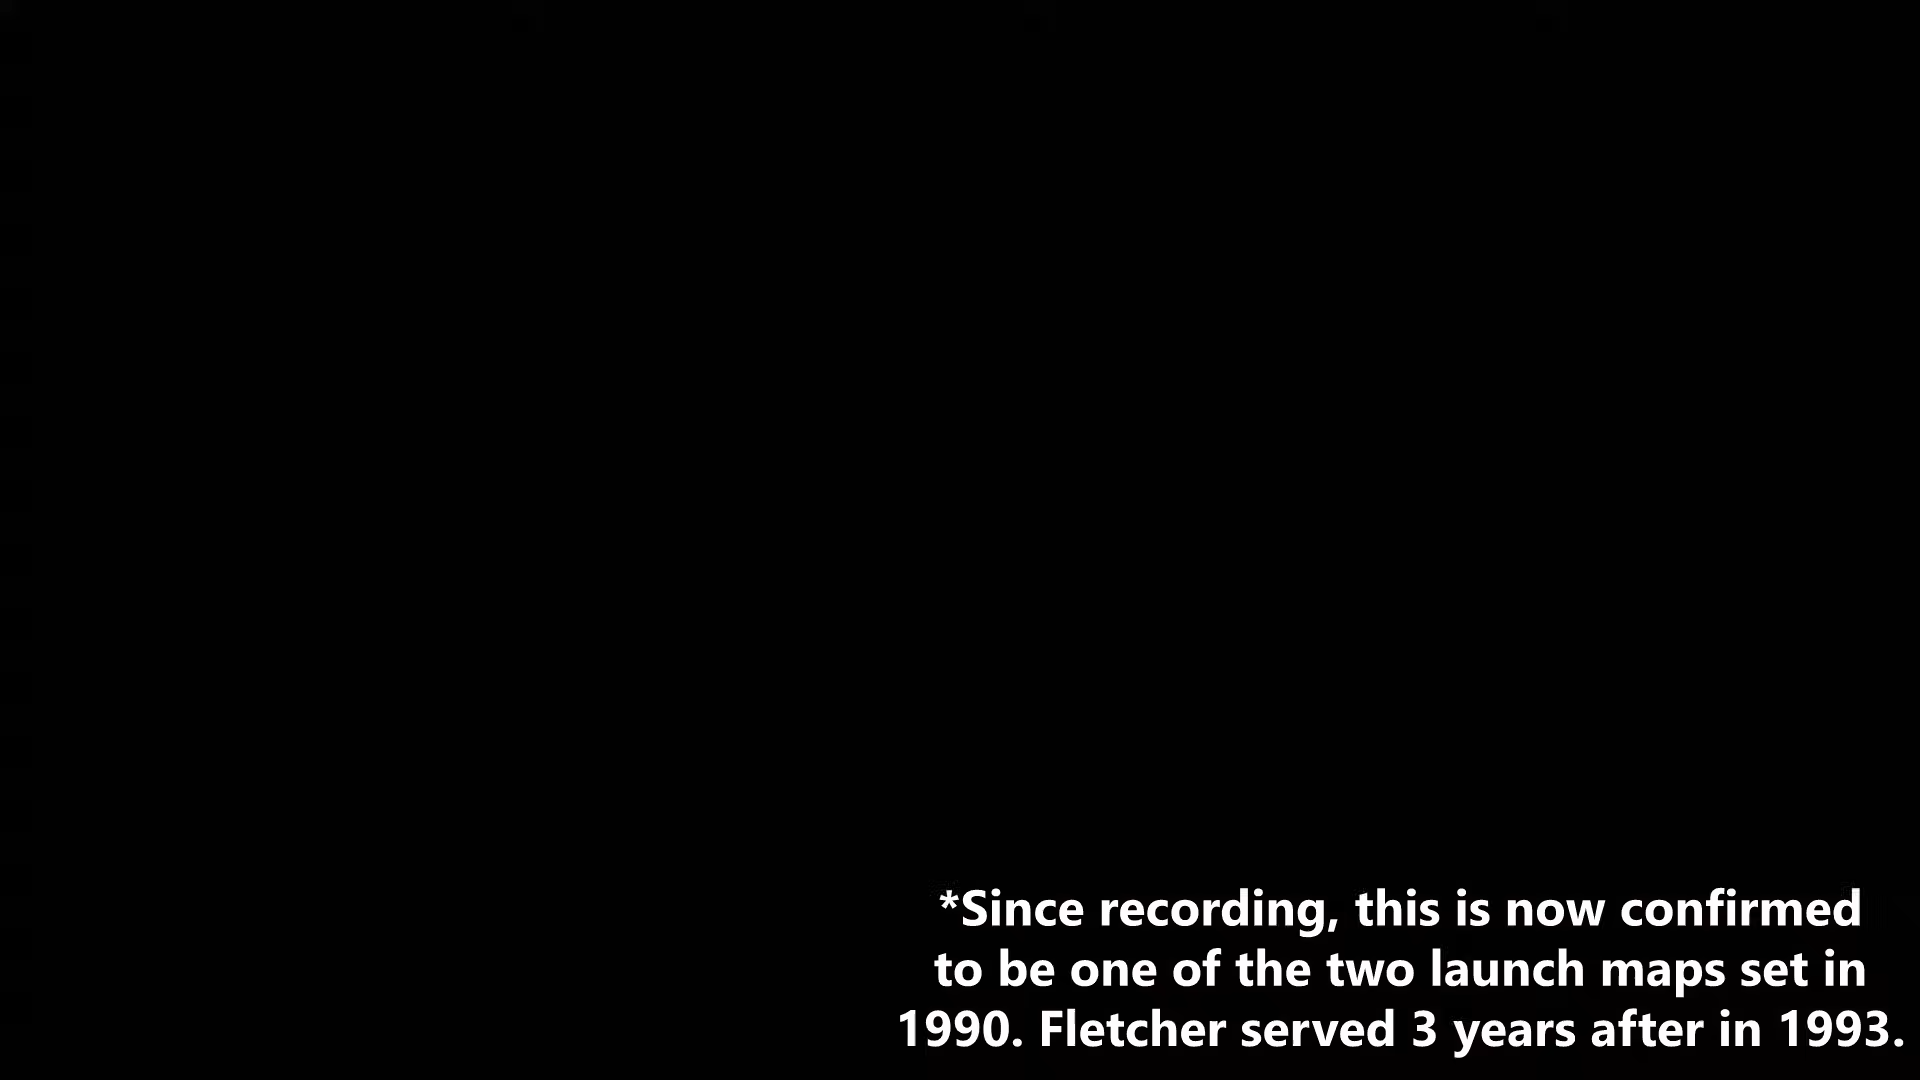 *Since recording, this is now confirmed
to be one of the two launch maps set in
1990. Fletcher served 3 years after in 1993.